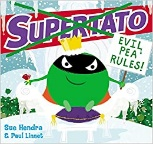 SUPERTATO
EVIL
PEA
RULES!
Sue Hendra
& Paul Linnet